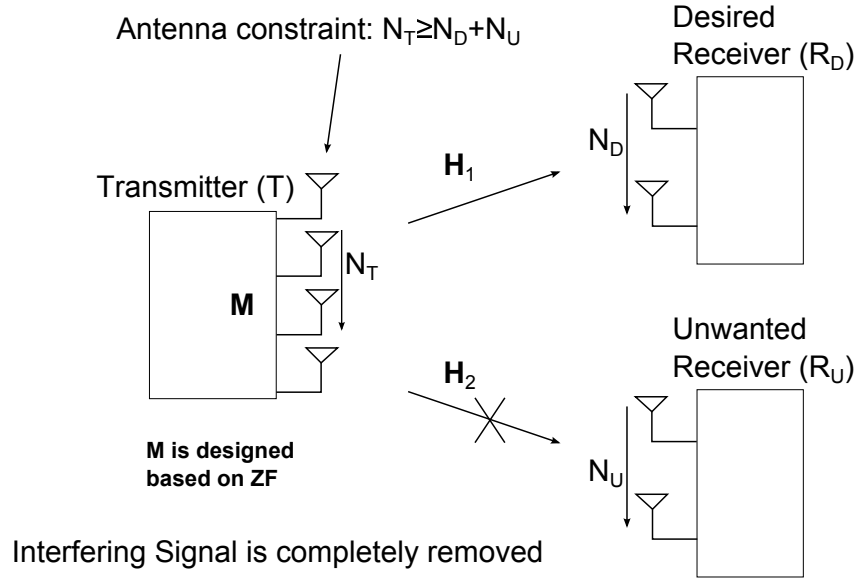 Antenna constraint: N_T≥N_D+N_U
Desired
Receiver (R_D)
N_D
H_1
Transmitter (T)
N_T
M
Unwanted
Receiver (R_U)
H_2
N_U
M is designed
based on ZF
Interfering Signal is completely removed